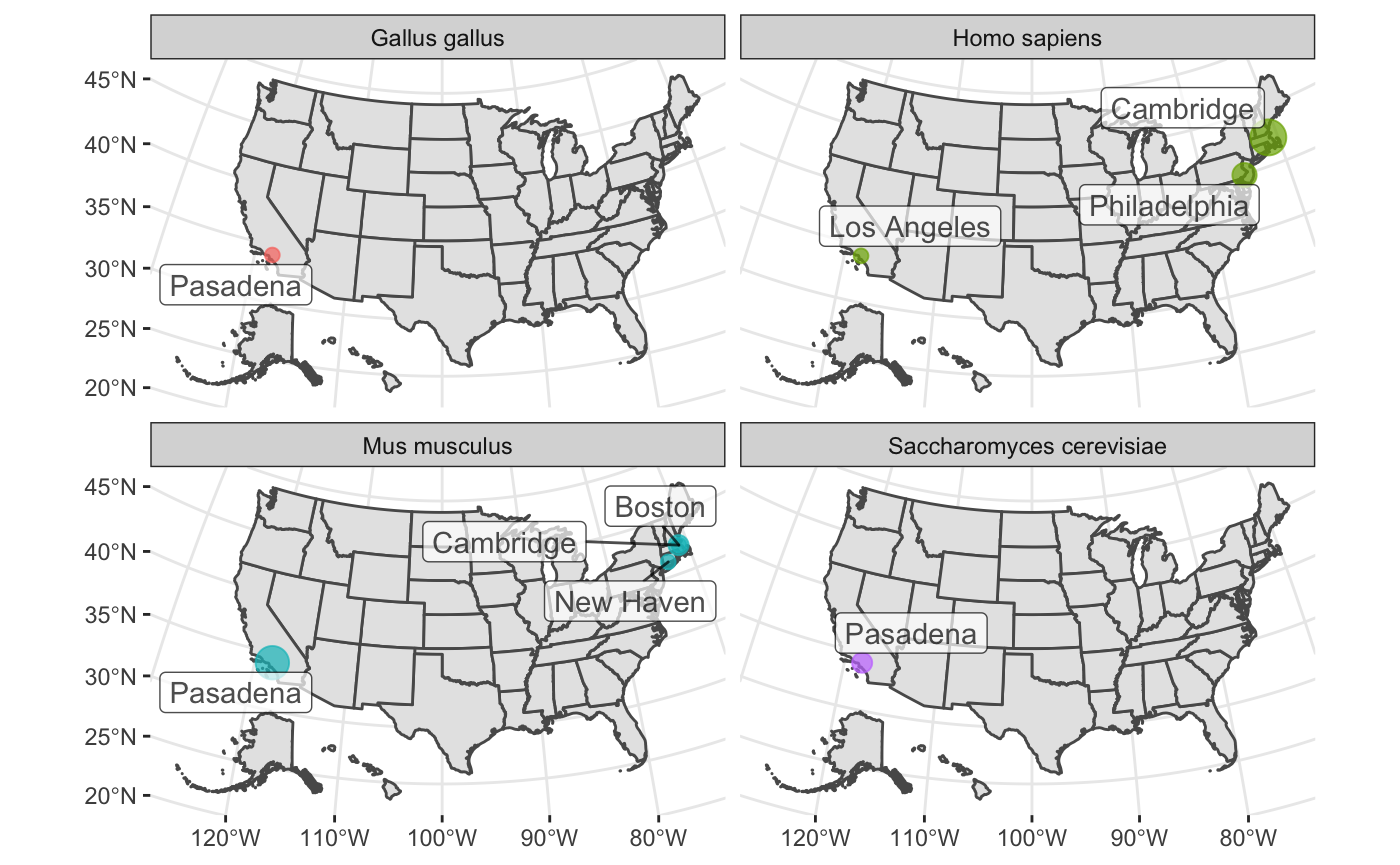 Gallus gallus
Homo sapiens
45°N
40°N
35°N
30°N
25°N
20°N
Pasadena
Cambridge
Philadelphia
Los Angeles
Mus musculus
Saccharomyces cerevisiae
45°N
40°N
35°N
30°N
25°N
20°N
Boston
Cambridge
New Haven
Pasadena
Pasadena
120°W 110°W 100°W 90°W 80°W
120°W 110°W 100°W 90°W 80°W